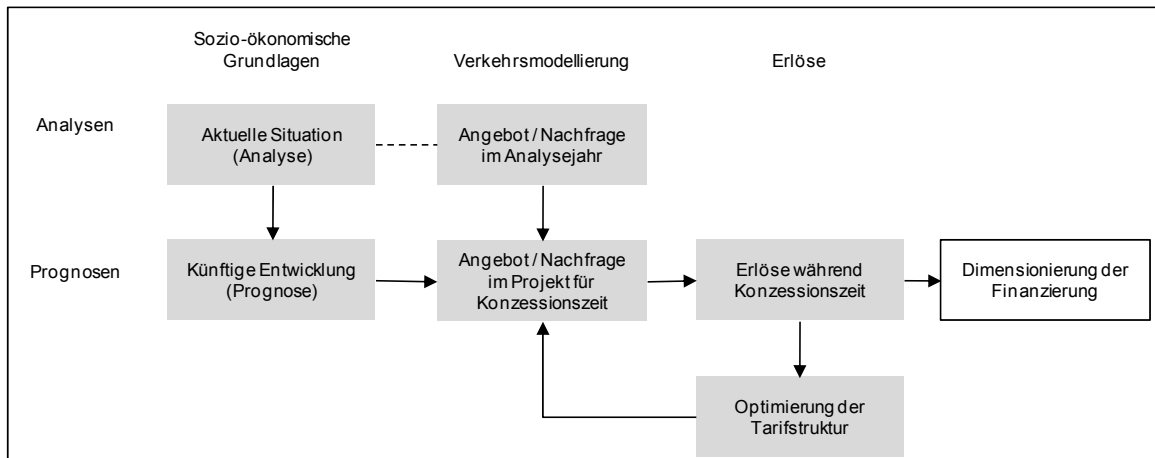 Sozio-ökonomische
Grundlagen
Verkehrsmodellierung
Erlöse
Analysen
Aktuelle Situation
(Analyse)
Angebot / Nachfrage
im Analysejahr
Prognosen
Künftige Entwicklung
(Prognose)
Angebot / Nachfrage
im Projekt für
Konzessionszeit
Erlöse während
Konzessionszeit
Dimensionierung der
Finanzierung
Optimierung der
Tarifstruktur